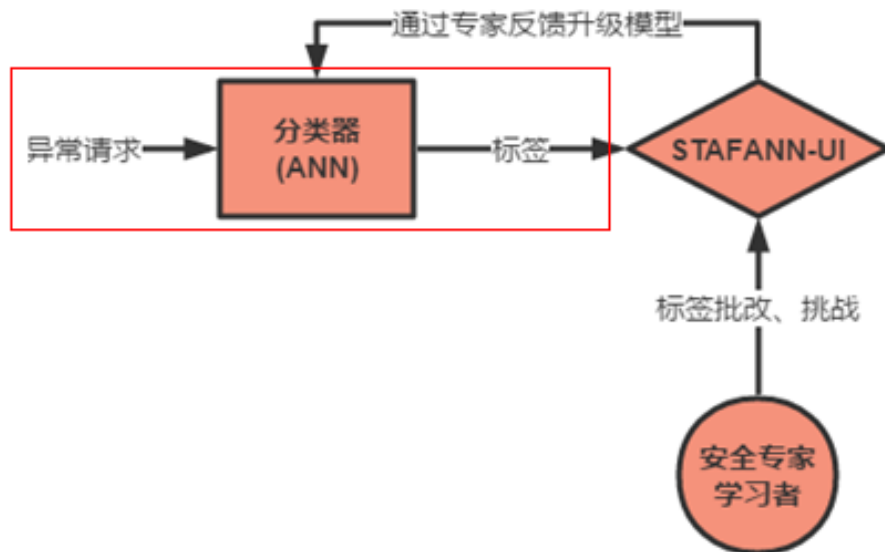 通过专家反馈升级模型
异常请求
分类器
(ANN)
标签
STAFANN-UI
标签批改、挑战
安全专家
学习者